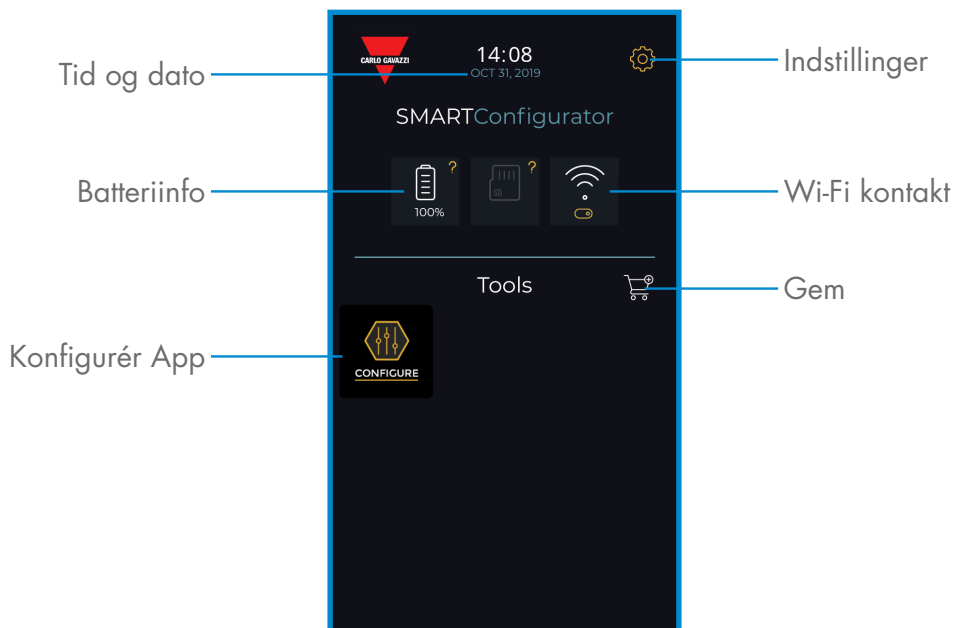 CARLO GAVAZZI
14:08
OCT 31, 2019
Tid og dato
Indstillinger
SMARTConfigurator
Batteriinfo
?
?
SD
100%
Wi-Fi kontakt
Tools
Gem
Konfigurér App
CONFIGURE